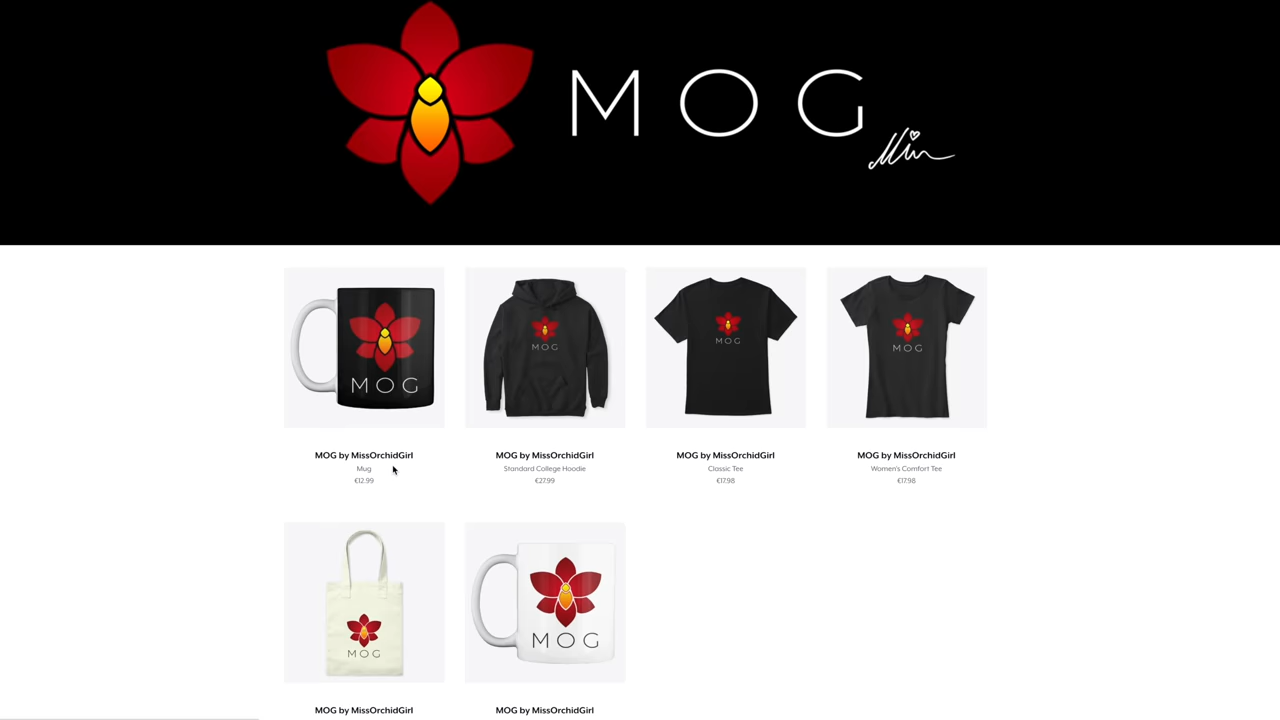 MOG
Min
MOG
MOG
MOG
MOG
MOG by MissOrchidGirl
Mug
€12.99
MOG by MissOrchidGirl
Standard College Hoodie
€27.99
MOG by MissOrchidGirl
Classic Tee
€17.98
MOG by MissOrchidGirl
Women's Comfort Tee
€17.98
MOG
MOG
MOG by MissOrchidGirl
MOG by MissOrchidGirl